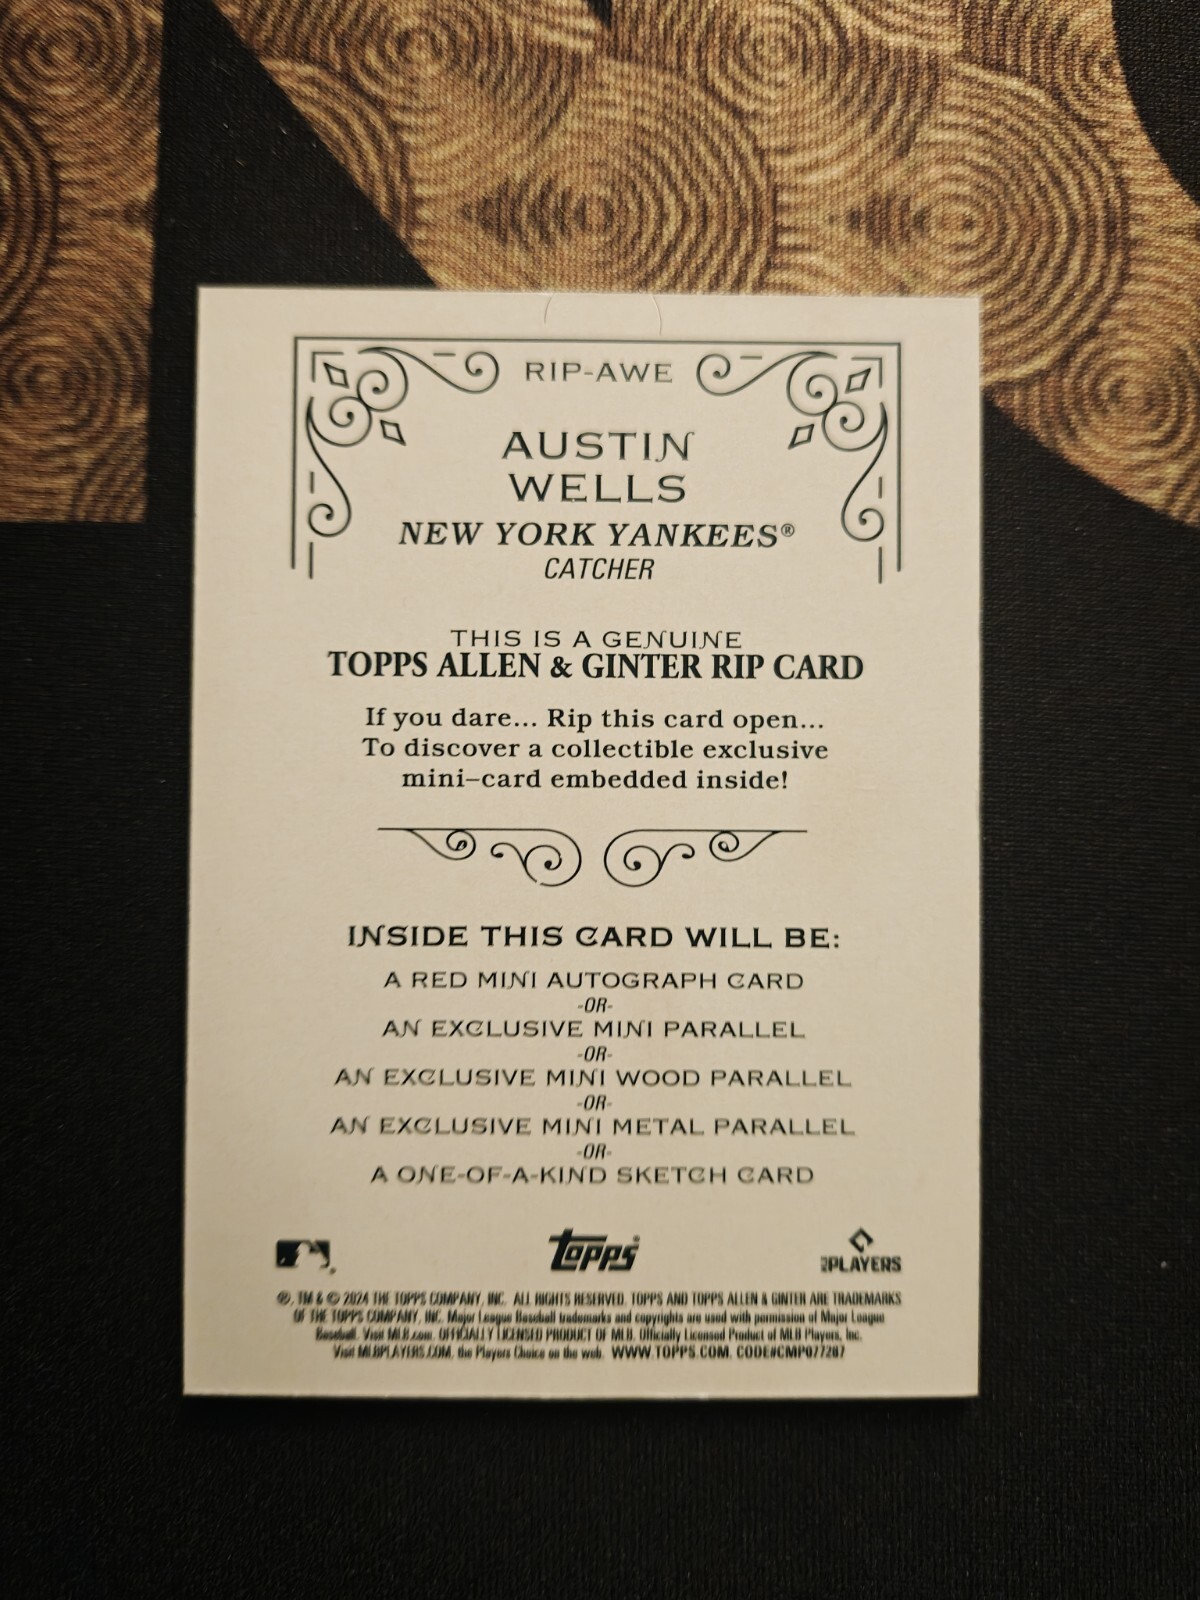 RIP-AWE
AUSTIN
WELLS
NEW YORK YANKEES®
CATCHER
THIS IS A GENUINE
TOPPS ALLEN & GINTER RIP CARD
If you dare... Rip this card open...
To discover a collectible exclusive
mini-card embedded inside!
INSIDE THIS CARD WILL BE:
A RED MINI AUTOGRAPH CARD
-OR-
AN EXCLUSIVE MINI PARALLEL
-OR-
AN EXCLUSIVE MINI WOOD PARALLEL
-OR-
AN EXCLUSIVE MINI METAL PARALLEL
-OR-
A ONE-OF-A-KIND SKETCH CARD
topps
PLAYERS
®, TM & © 2024 THE TOPPS COMPANY, INC. ALL RIGHTS RESERVED. TOPPS AND TOPPS ALLEN & GINTER ARE TRADEMARKS
OF THE TOPPS COMPANY, INC. Major League Baseball trademarks and copyrights are used with permission of Major League
Baseball. Visit MLB.com. OFFICIALLY LICENSED PRODUCT OF MLB. Officially Licensed Product of MLB Players, Inc.
Visit MLBPLAYERS.COM, the Players Choice on the web. WWW.TOPPS.COM. CODE#CMP077287